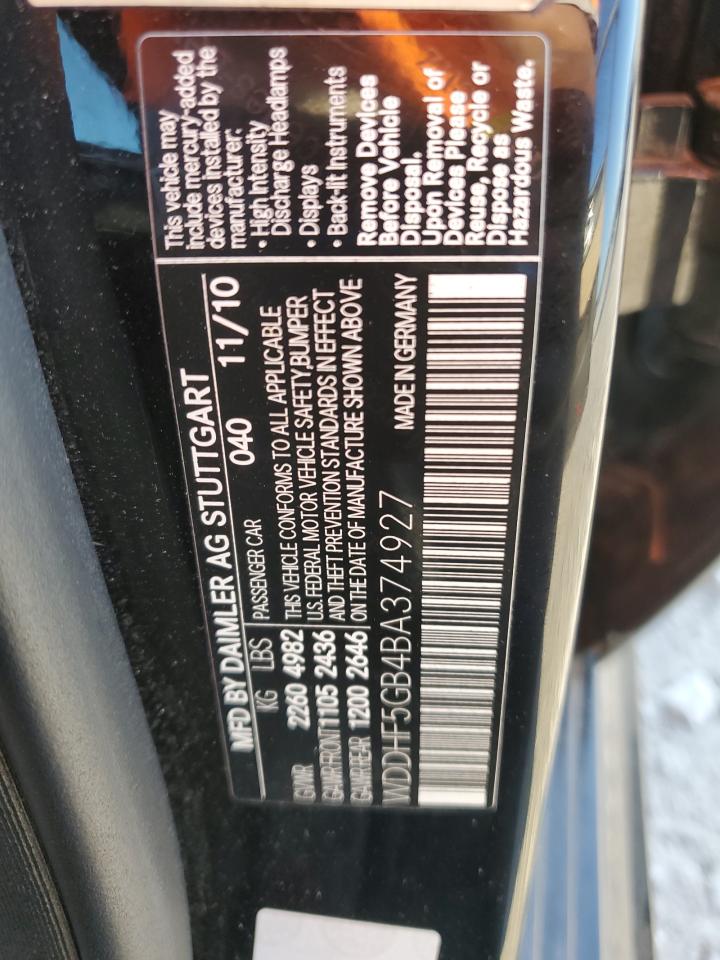 MFD BY DAIMLER AG STUTTGART
KG LBS PASSENGER CAR 040 11/10
GVWR 2260 4982
GAWR FRONT 1105 2436
GAWR REAR 1200 2646
THIS VEHICLE CONFORMS TO ALL APPLICABLE
U.S. FEDERAL MOTOR VEHICLE SAFETY,BUMPER
AND THEFT PREVENTION STANDARDS IN EFFECT
ON THE DATE OF MANUFACTURE SHOWN ABOVE
WDDHF5GB4BA374927 MADE IN GERMANY
This vehicle may
include mercury-added
devices installed by the
manufacturer:
• High Intensity
Discharge Headlamps
• Displays
• Back-lit Instruments
Remove Devices
Before Vehicle
Disposal.
Upon Removal of
Devices Please
Reuse, Recycle or
Dispose as
Hazardous Waste.